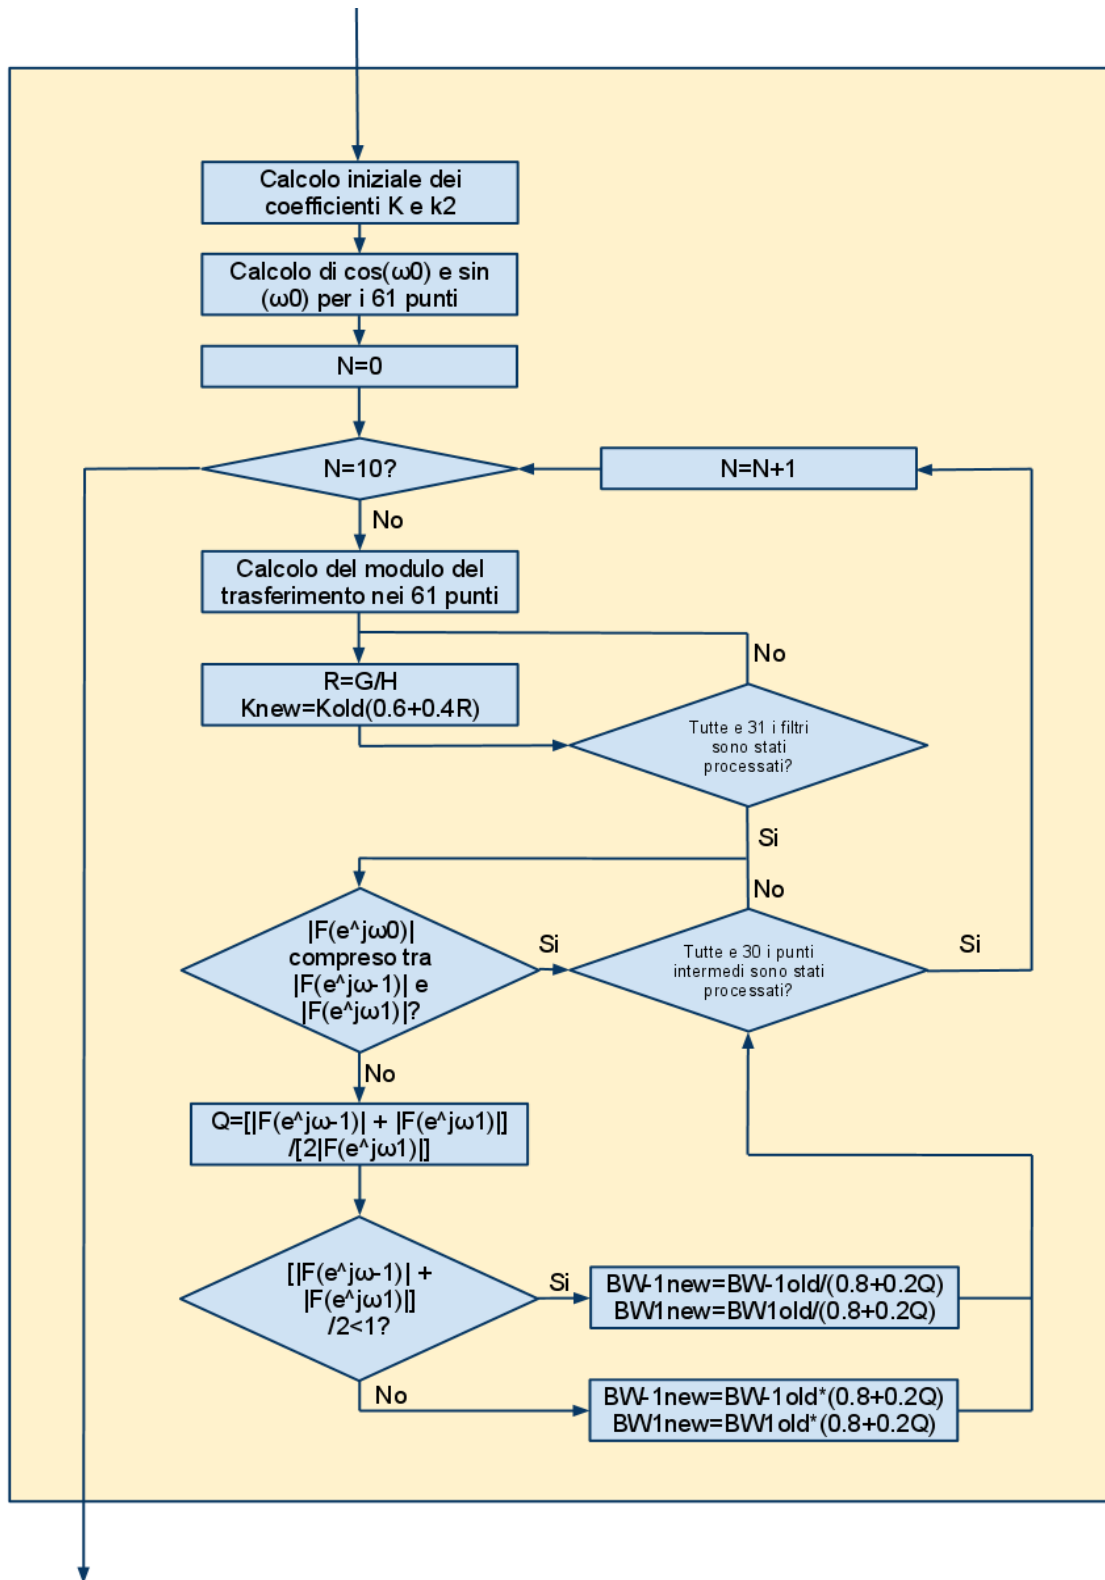 Calcolo iniziale dei
coefficienti K e k2
Calcolo di cos(ω0) e sin
(ω0) per i 61 punti
N=0
N=10?
N=N+1
No
Calcolo del modulo del
trasferimento nei 61 punti
No
R=G/H
Knew=Kold(0.6+0.4R)
Tutte e 31 i filtri
sono stati
processati?
Si
No
|F(e^jω0)|
compreso tra
|F(e^jω-1)| e
|F(e^jω1)|?
Si
Tutte e 30 i punti
intermedi sono stati
processati?
Si
No
Q=[|F(e^jω-1)| + |F(e^jω1)|]
/[2|F(e^jω1)|]
[|F(e^jω-1)| +
|F(e^jω1)|]
/2<1?
Si
BW-1new=BW-1old/(0.8+0.2Q)
BW1new=BW1old/(0.8+0.2Q)
No
BW-1new=BW-1old*(0.8+0.2Q)
BW1new=BW1old*(0.8+0.2Q)